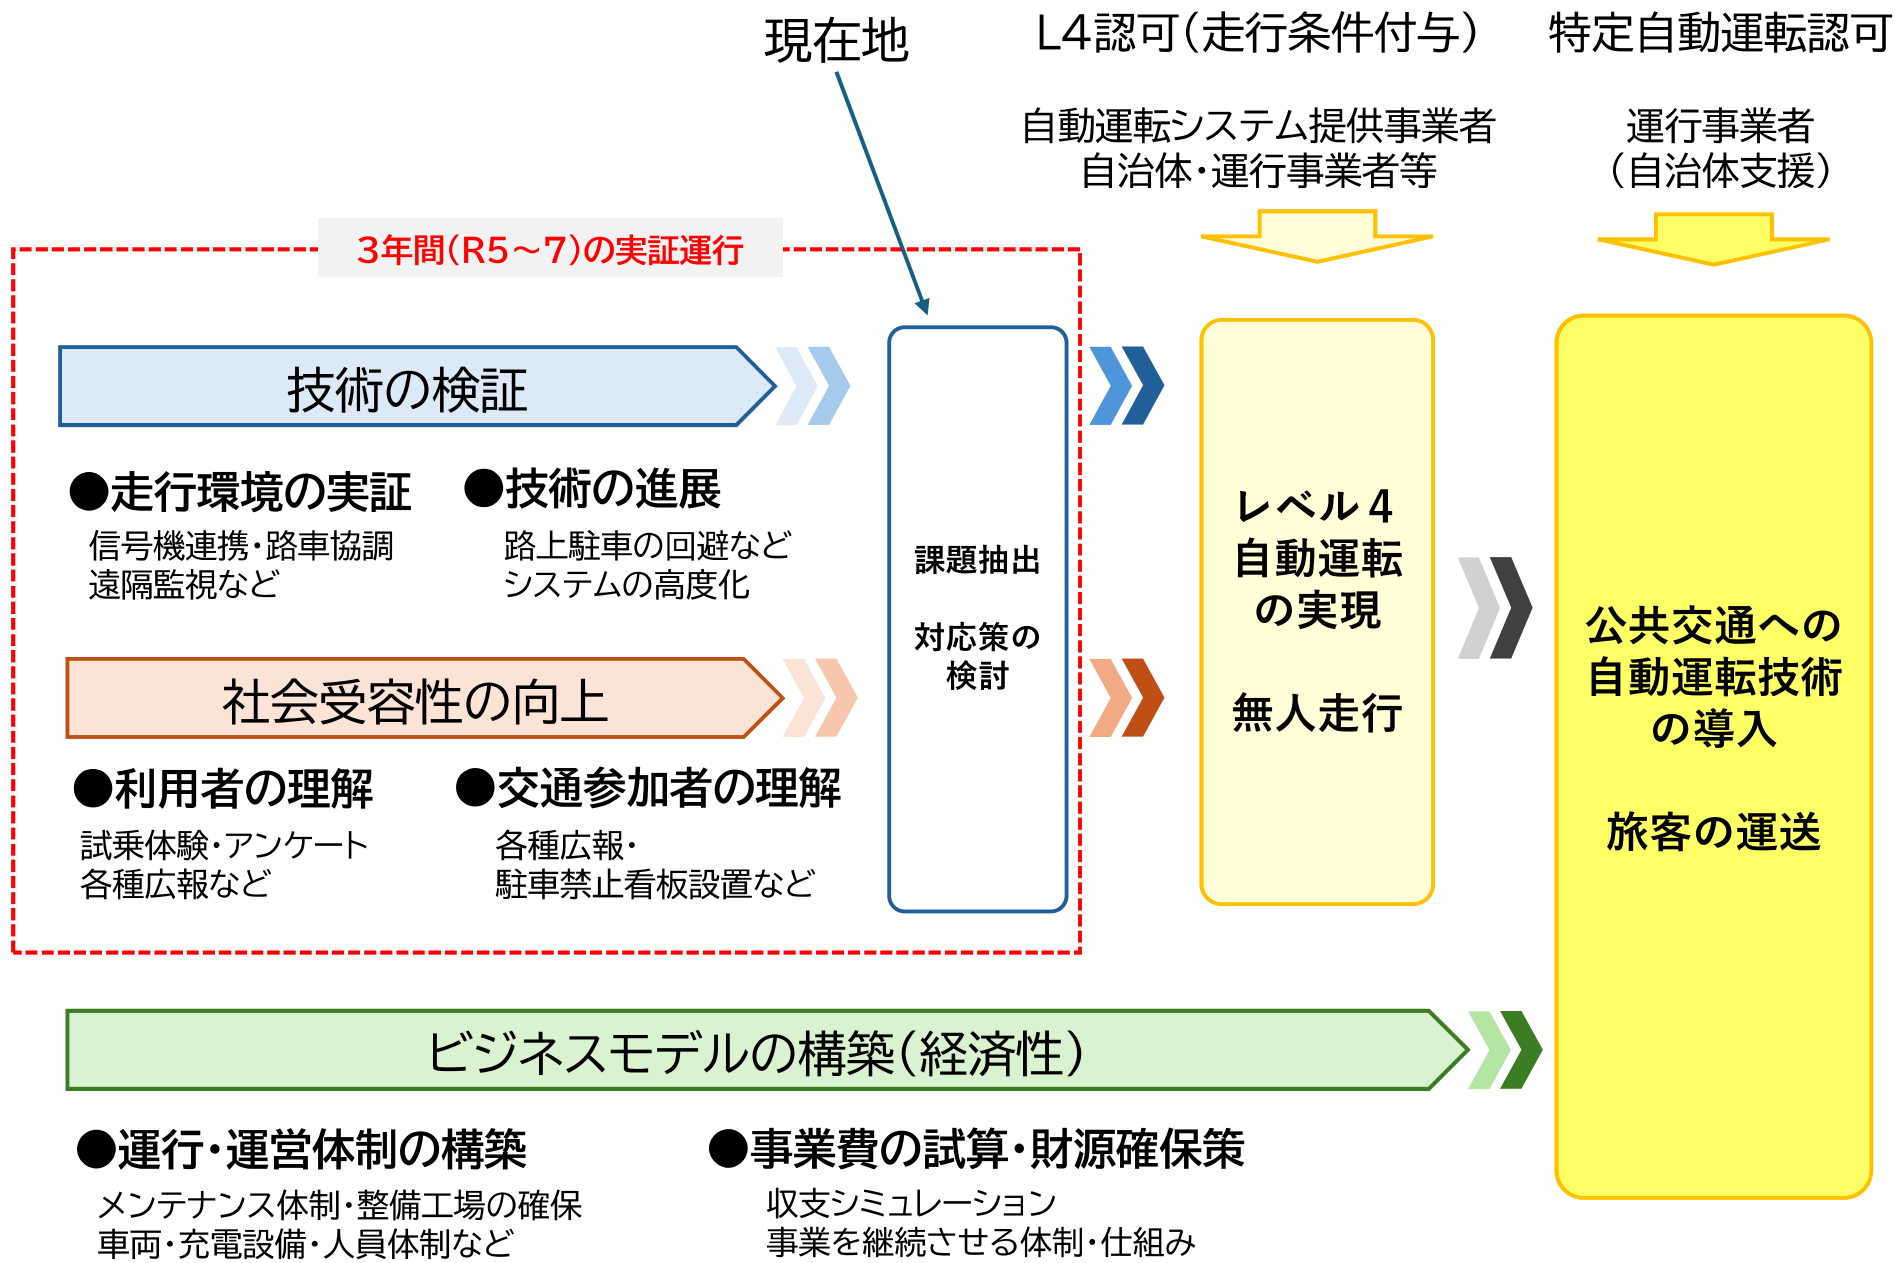 現在地
L4認可（走行条件付与）
特定自動運転認可
自動運転システム提供事業者
自治体・運行事業者等
運行事業者
（自治体支援）
3年間（R5～7）の実証運行
技術の検証
●走行環境の実証
信号機連携・路車協調
遠隔監視など
●技術の進展
路上駐車の回避など
システムの高度化
社会受容性の向上
●利用者の理解
試乗体験・アンケート
各種広報など
●交通参加者の理解
各種広報・
駐車禁止看板設置など
課題抽出
対応策の
検討
レベル４
自動運転
の実現
無人走行
公共交通への
自動運転技術
の導入
旅客の運送
ビジネスモデルの構築（経済性）
●運行・運営体制の構築
メンテナンス体制・整備工場の確保
車両・充電設備・人員体制など
●事業費の試算・財源確保策
収支シミュレーション
事業を継続させる体制・仕組み